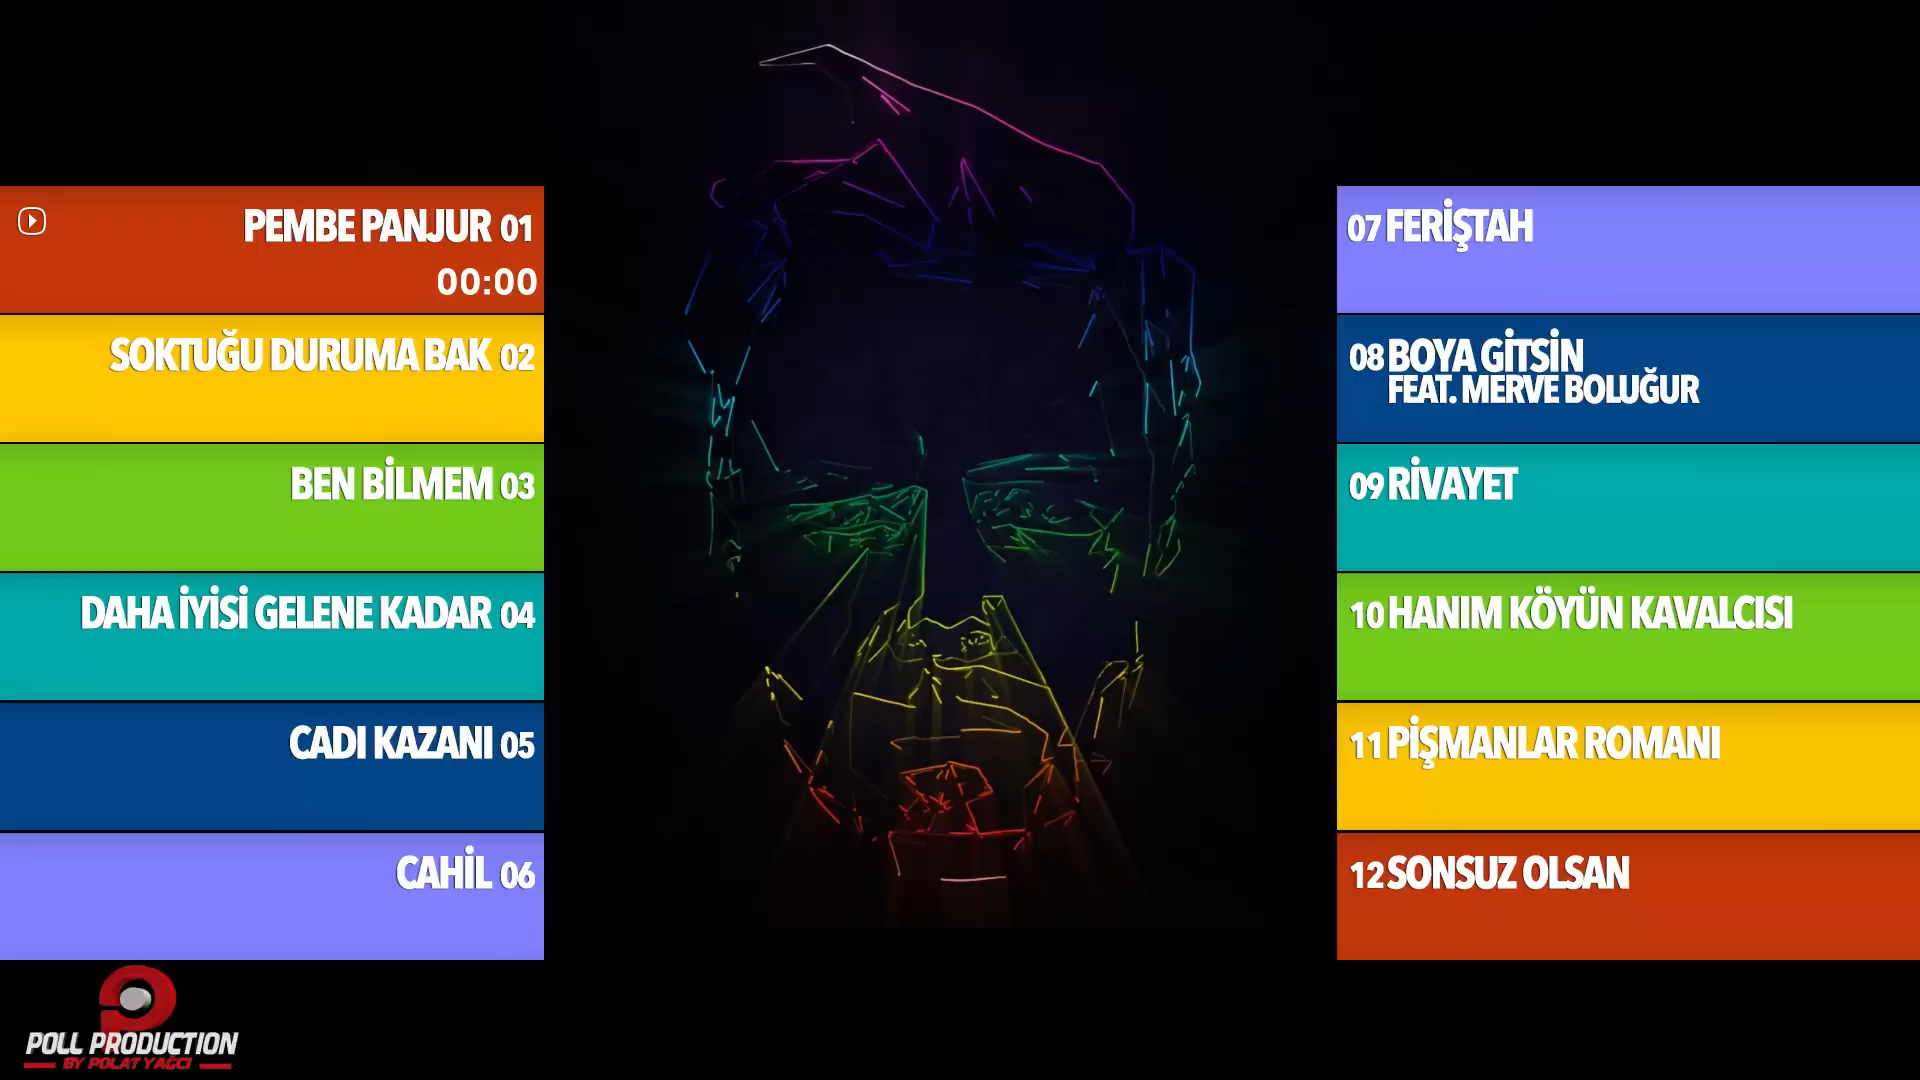 PEMBE PANJUR 01
00:00
SOKTUĞU DURUMA BAK 02
BEN BİLMEM 03
DAHA İYİSİ GELENE KADAR 04
CADI KAZANI 05
CAHİL 06
07 FERİŞTAH
08 BOYA GİTSİN
FEAT. MERVE BOLUĞUR
09 RİVAYET
10 HANIM KÖYÜN KAVALCISI
11 PİŞMANLAR ROMANI
12 SONSUZ OLSAN
POLL PRODUCTION
BY POLAT YAĞCI